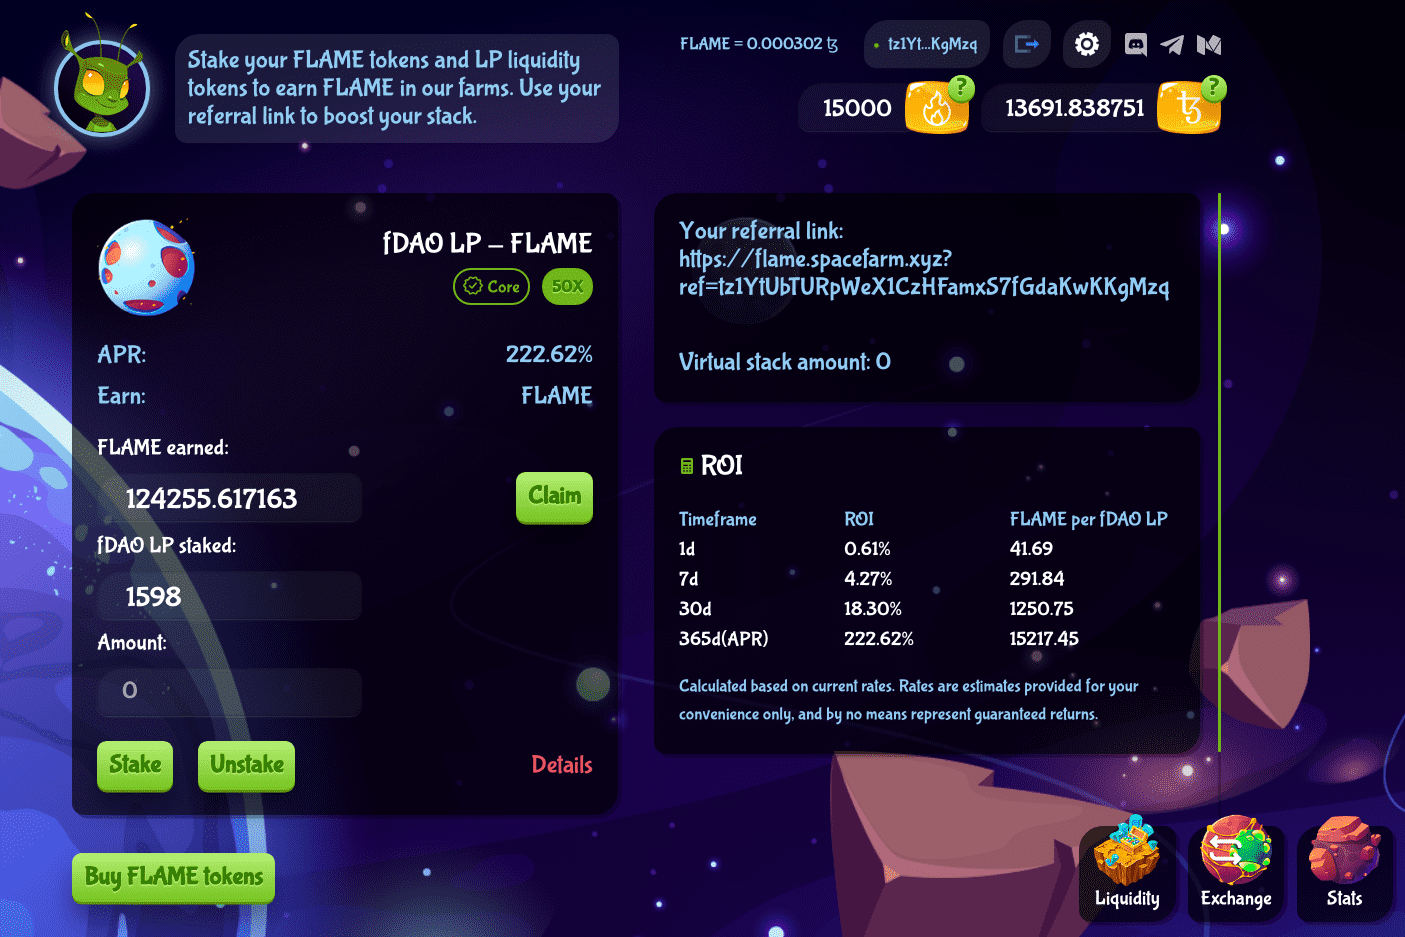 Stake your FLAME tokens and LP liquidity
tokens to earn FLAME in our farms. Use your
referral link to boost your stack.
FLAME = 0.000302 ꜩ
tz1Yt...KgMzq
15000
?
13691.838751
ꜩ
?
fDAO LP – FLAME
Core
50X
APR:
222.62%
Earn:
FLAME
FLAME earned:
124255.617163
Claim
fDAO LP staked:
1598
Amount:
0
Stake
Unstake
Details
Buy FLAME tokens
Your referral link:
https://flame.spacefarm.xyz?
ref=tz1YtUbTURpWeX1CzHFamxS7fGdaKwKKgMzq
Virtual stack amount: 0
ROI
Timeframe ROI FLAME per fDAO LP
1d 0.61% 41.69
7d 4.27% 291.84
30d 18.30% 1250.75
365d(APR) 222.62% 15217.45
Calculated based on current rates. Rates are estimates provided for your
convenience only, and by no means represent guaranteed returns.
Liquidity
Exchange
Stats